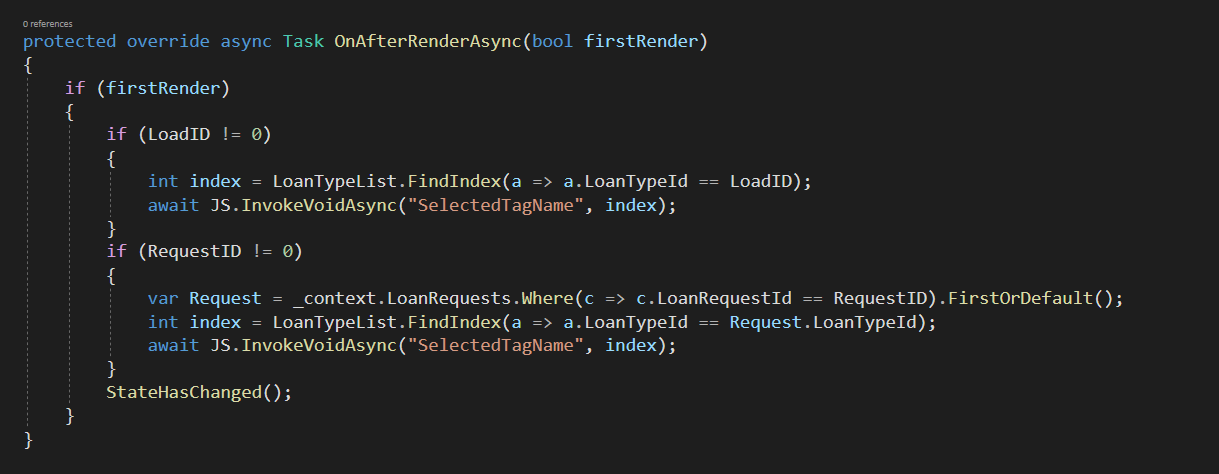 0 references
protected override async Task OnAfterRenderAsync(bool firstRender)
{
    if (firstRender)
    {
        if (LoadID != 0)
        {
            int index = LoanTypeList.FindIndex(a => a.LoanTypeId == LoadID);
            await JS.InvokeVoidAsync("SelectedTagName", index);
        }
        if (RequestID != 0)
        {
            var Request = _context.LoanRequests.Where(c => c.LoanRequestId == RequestID).FirstOrDefault();
            int index = LoanTypeList.FindIndex(a => a.LoanTypeId == Request.LoanTypeId);
            await JS.InvokeVoidAsync("SelectedTagName", index);
        }
        StateHasChanged();
    }
}